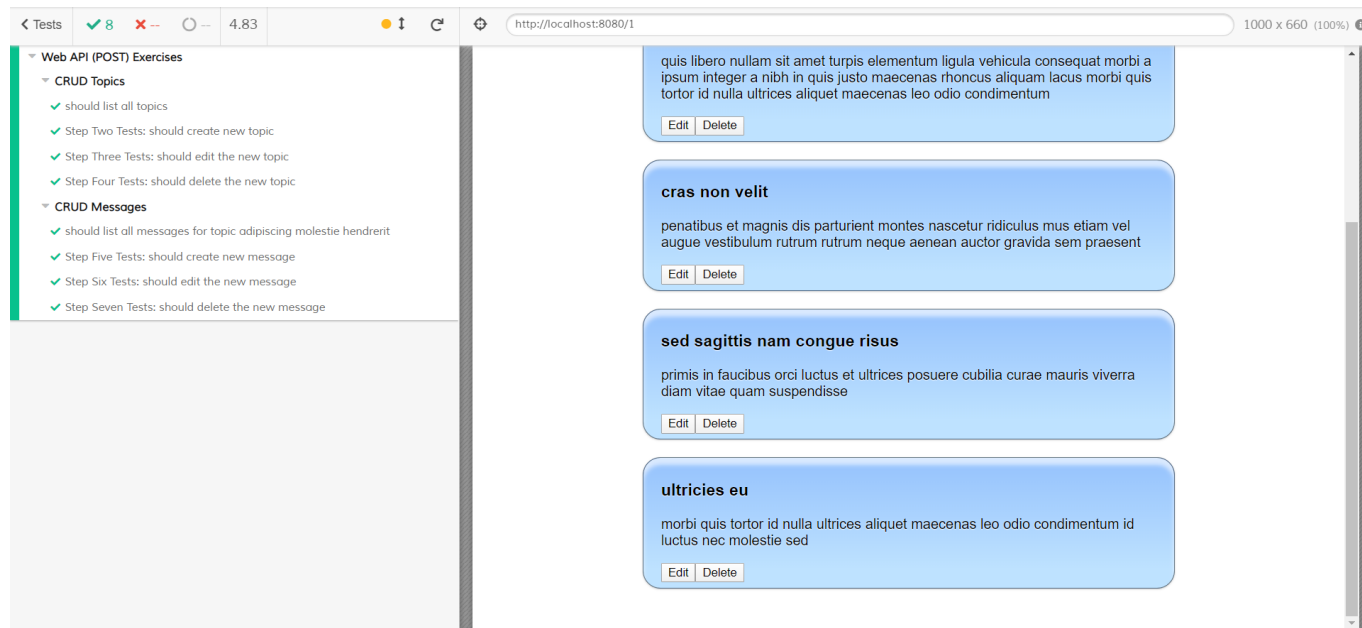 Tests 8 -- -- 4.83 http://localhost:8080/1 1000 x 660 (100%)
Web API (POST) Exercises
CRUD Topics
should list all topics
Step Two Tests: should create new topic
Step Three Tests: should edit the new topic
Step Four Tests: should delete the new topic
CRUD Messages
should list all messages for topic adipiscing molestie hendrerit
Step Five Tests: should create new message
Step Six Tests: should edit the new message
Step Seven Tests: should delete the new message
quis libero nullam sit amet turpis elementum ligula vehicula consequat morbi a
ipsum integer a nibh in quis justo maecenas rhoncus aliquam lacus morbi quis
tortor id nulla ultrices aliquet maecenas leo odio condimentum
Edit Delete
cras non velit
penatibus et magnis dis parturient montes nascetur ridiculus mus etiam vel
augue vestibulum rutrum rutrum neque aenean auctor gravida sem praesent
Edit Delete
sed sagittis nam congue risus
primis in faucibus orci luctus et ultrices posuere cubilia curae mauris viverra
diam vitae quam suspendisse
Edit Delete
ultricies eu
morbi quis tortor id nulla ultrices aliquet maecenas leo odio condimentum id
luctus nec molestie sed
Edit Delete